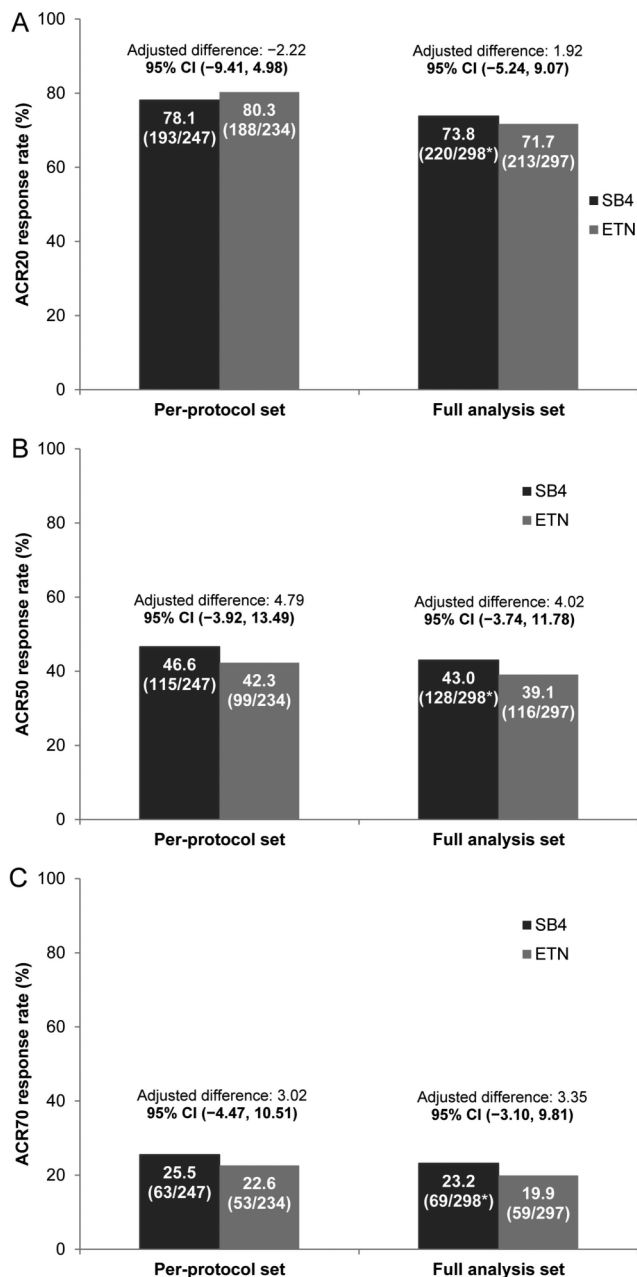 A
ACR20 response rate (%)
100
80
60
40
20
0
Adjusted difference: −2.22
95% CI (−9.41, 4.98)
Adjusted difference: 1.92
95% CI (−5.24, 9.07)
78.1
(193/247)
80.3
(188/234)
73.8
(220/298*)
71.7
(213/297)
SB4
ETN
Per-protocol set
Full analysis set
B
ACR50 response rate (%)
100
80
60
40
20
0
SB4
ETN
Adjusted difference: 4.79
95% CI (−3.92, 13.49)
Adjusted difference: 4.02
95% CI (−3.74, 11.78)
46.6
(115/247)
42.3
(99/234)
43.0
(128/298*)
39.1
(116/297)
Per-protocol set
Full analysis set
C
ACR70 response rate (%)
100
80
60
40
20
0
SB4
ETN
Adjusted difference: 3.02
95% CI (−4.47, 10.51)
Adjusted difference: 3.35
95% CI (−3.10, 9.81)
25.5
(63/247)
22.6
(53/234)
23.2
(69/298*)
19.9
(59/297)
Per-protocol set
Full analysis set